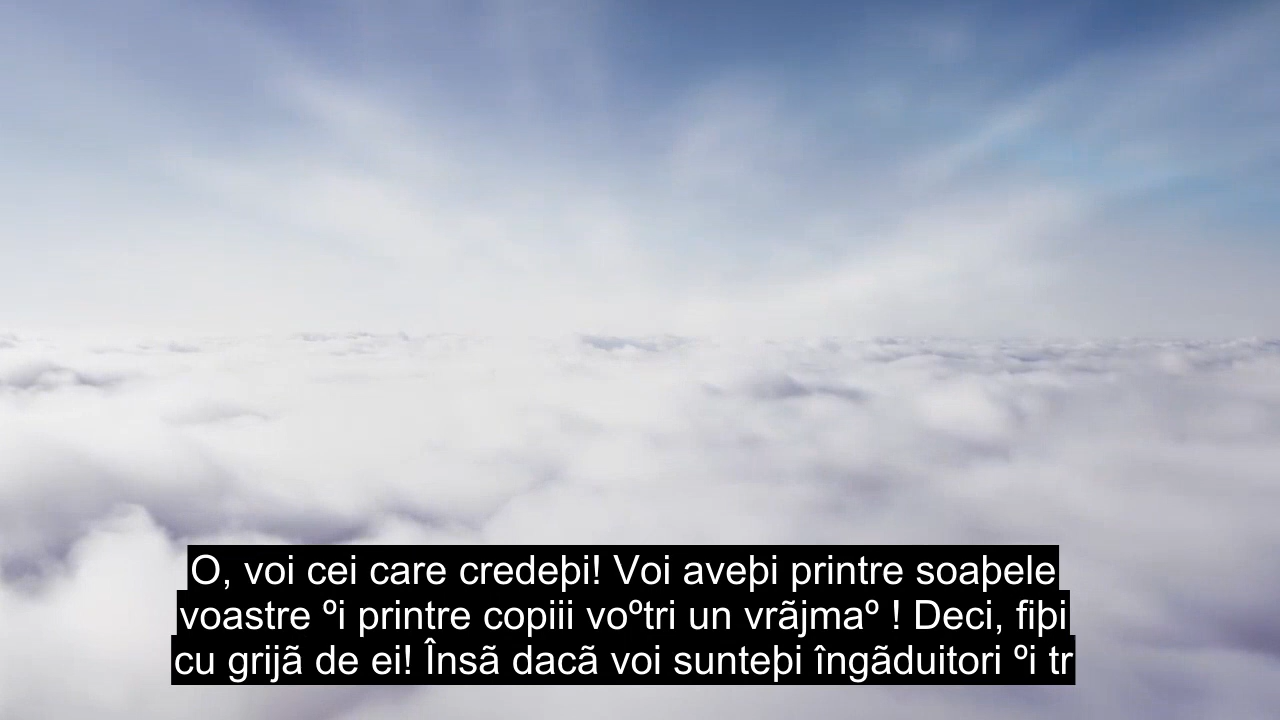 O, voi cei care credeþi! Voi aveþi printre soaþele
voastre ºi printre copiii voºtri un vrãjmaº ! Deci, fiþi
cu grijã de ei! Însã dacã voi sunteþi îngãduitori ºi tr